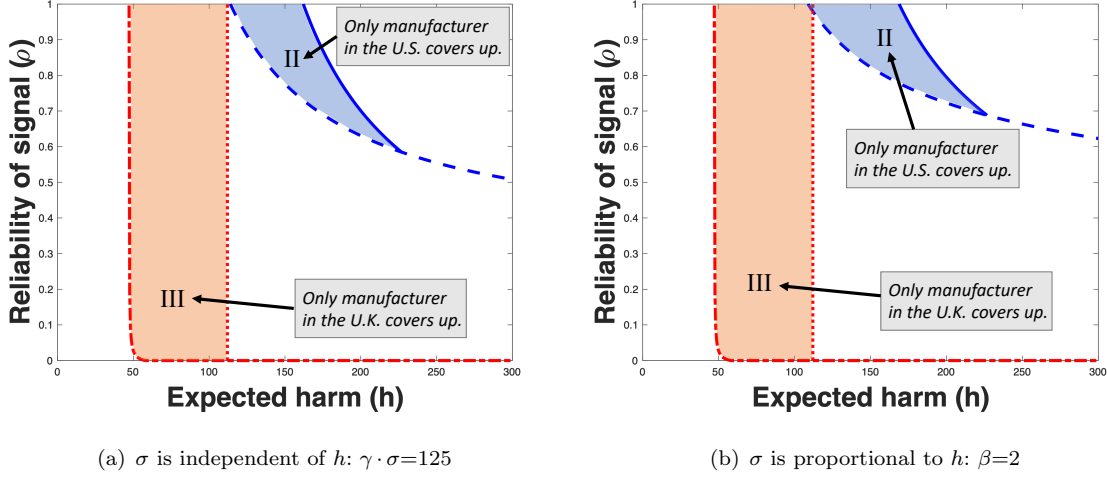 Reliability of signal (ρ)
1
0.9
0.8
0.7
0.6
0.5
0.4
0.3
0.2
0.1
0
II
Only manufacturer
in the U.S. covers up.
III
Only manufacturer
in the U.K. covers up.
0 50 100 150 200 250 300
Expected harm (h)
(a) σ is independent of h: γ · σ=125
Reliability of signal (ρ)
1
0.9
0.8
0.7
0.6
0.5
0.4
0.3
0.2
0.1
0
II
Only manufacturer
in the U.S. covers up.
III
Only manufacturer
in the U.K. covers up.
0 50 100 150 200 250 300
Expected harm (h)
(b) σ is proportional to h: β=2